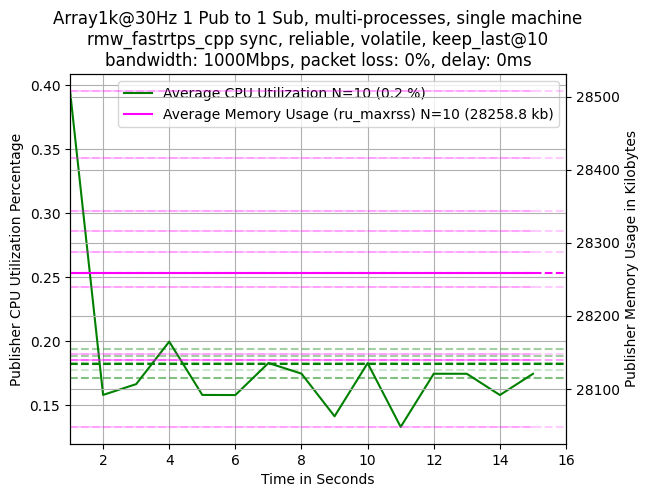 Array1k@30Hz 1 Pub to 1 Sub, multi-processes, single machine
rmw_fastrtps_cpp sync, reliable, volatile, keep_last@10
bandwidth: 1000Mbps, packet loss: 0%, delay: 0ms
Average CPU Utilization N=10 (0.2 %)
Average Memory Usage (ru_maxrss) N=10 (28258.8 kb)
Publisher CPU Utilization Percentage
0.40
0.35
0.30
0.25
0.20
0.15
28500
28400
28300
28200
28100
Publisher Memory Usage in Kilobytes
2 4 6 8 10 12 14 16
Time in Seconds